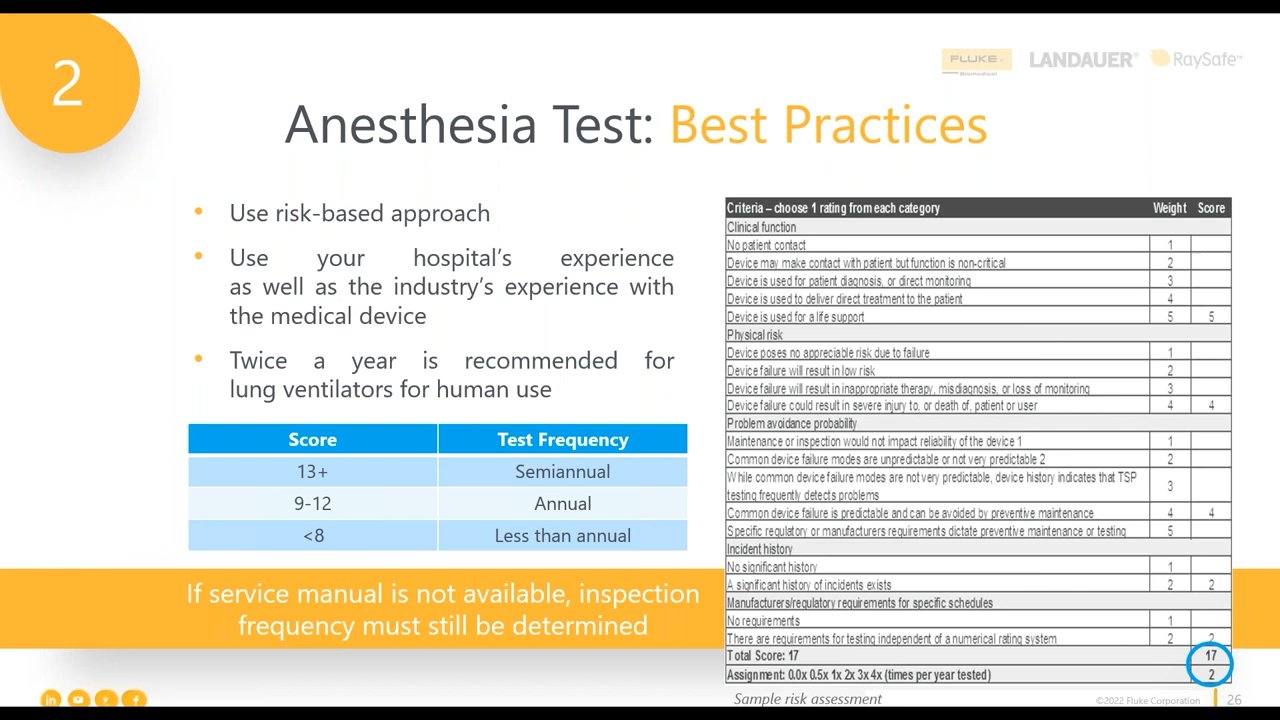 2
FLUKE
Biomedical
LANDAUER®
RaySafe™
Anesthesia Test: Best Practices
• Use risk-based approach
• Use your hospital's experience
as well as the industry's experience with
the medical device
• Twice a year is recommended for
lung ventilators for human use
Score Test Frequency
13+ Semiannual
9-12 Annual
<8 Less than annual
If service manual is not available, inspection
frequency must still be determined
Criteria – choose 1 rating from each category Weight Score
Clinical function
No patient contact 1
Device may make contact with patient but function is non-critical 2
Device is used for patient diagnosis, or direct monitoring 3
Device is used to deliver direct treatment to the patient 4
Device is used for a life support 5 5
Physical risk
Device poses no appreciable risk due to failure 1
Device failure will result in low risk 2
Device failure will result in inappropriate therapy, misdiagnosis, or loss of monitoring 3
Device failure could result in severe injury to, or death of, patient or user 4 4
Problem avoidance probability
Maintenance or inspection would not impact reliability of the device 1 1
Common device failure modes are unpredictable or not very predictable 2 2
While common device failure modes are not very predictable, device history indicates that TSP
testing frequently detects problems 3
Common device failure is predictable and can be avoided by preventive maintenance 4 4
Specific regulatory or manufacturers requirements dictate preventive maintenance or testing 5
Incident history
No significant history 1
A significant history of incidents exists 2 2
Manufacturers/regulatory requirements for specific schedules
No requirements 1
There are requirements for testing independent of a numerical rating system 2 2
Total Score: 17 17
Assignment: 0.0x 0.5x 1x 2x 3x 4x (times per year tested) 2
Sample risk assessment
©2022 Fluke Corporation 26